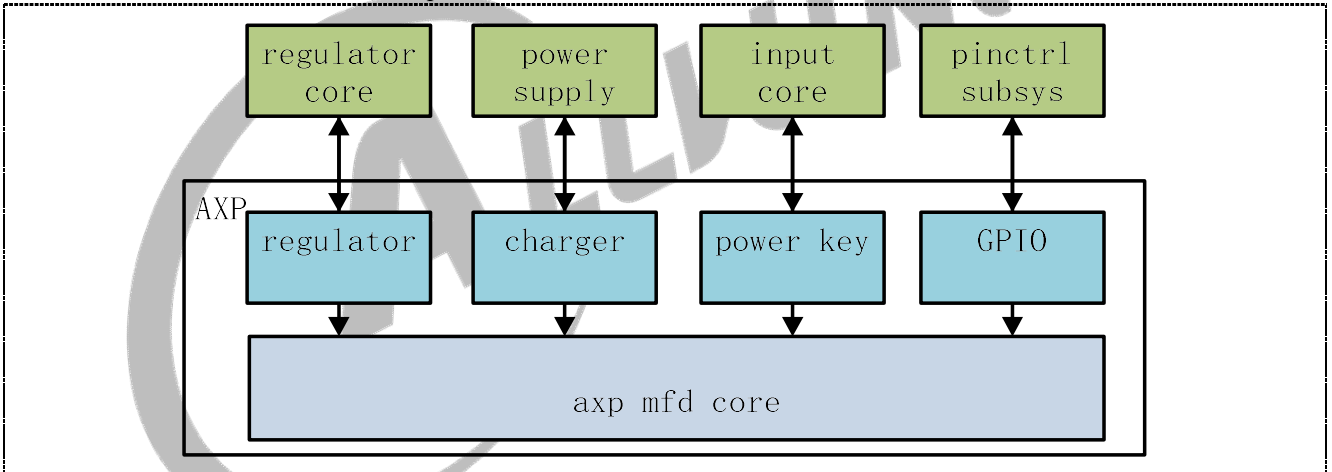 regulator
core
power
supply
input
core
pinctrl
subsys
AXP
regulator
charger
power key
GPIO
axp mfd core